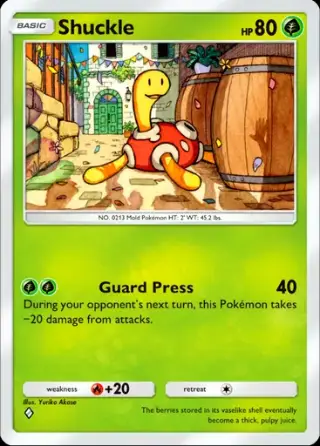 BASIC
Shuckle
HP 80
NO. 0213 Mold Pokémon HT: 2' WT: 45.2 lbs.
Guard Press 40
During your opponent's next turn, this Pokémon takes
−20 damage from attacks.
weakness +20 retreat
Illus. Yuriko Akase
The berries stored in its vaselike shell eventually
become a thick, pulpy juice.